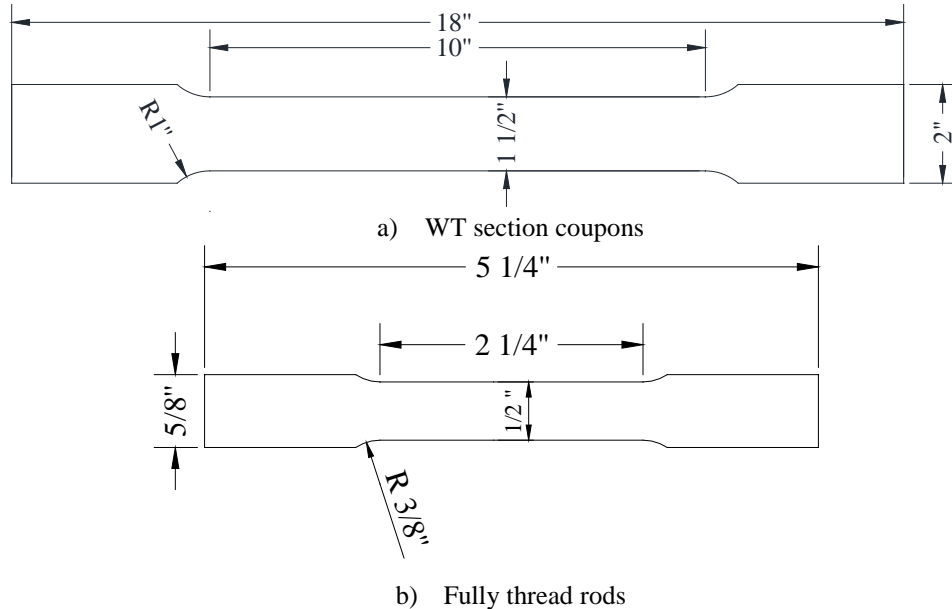 18"
10"
R1"
1 1/2"
2"
a) WT section coupons
5 1/4"
2 1/4"
5/8"
1/2 "
R 3/8"
b) Fully thread rods